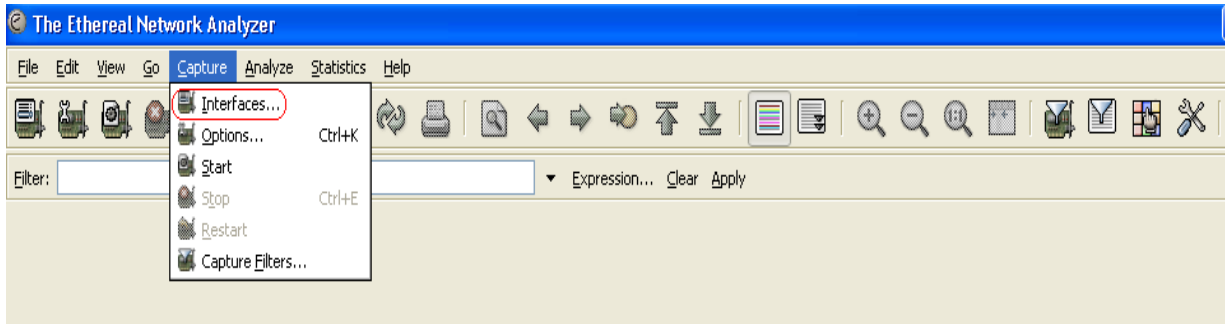 The Ethereal Network Analyzer
File Edit View Go Capture Analyze Statistics Help
Interfaces...
Options... Ctrl+K
Start
Stop Ctrl+E
Restart
Capture Filters...
Filter: Expression... Clear Apply